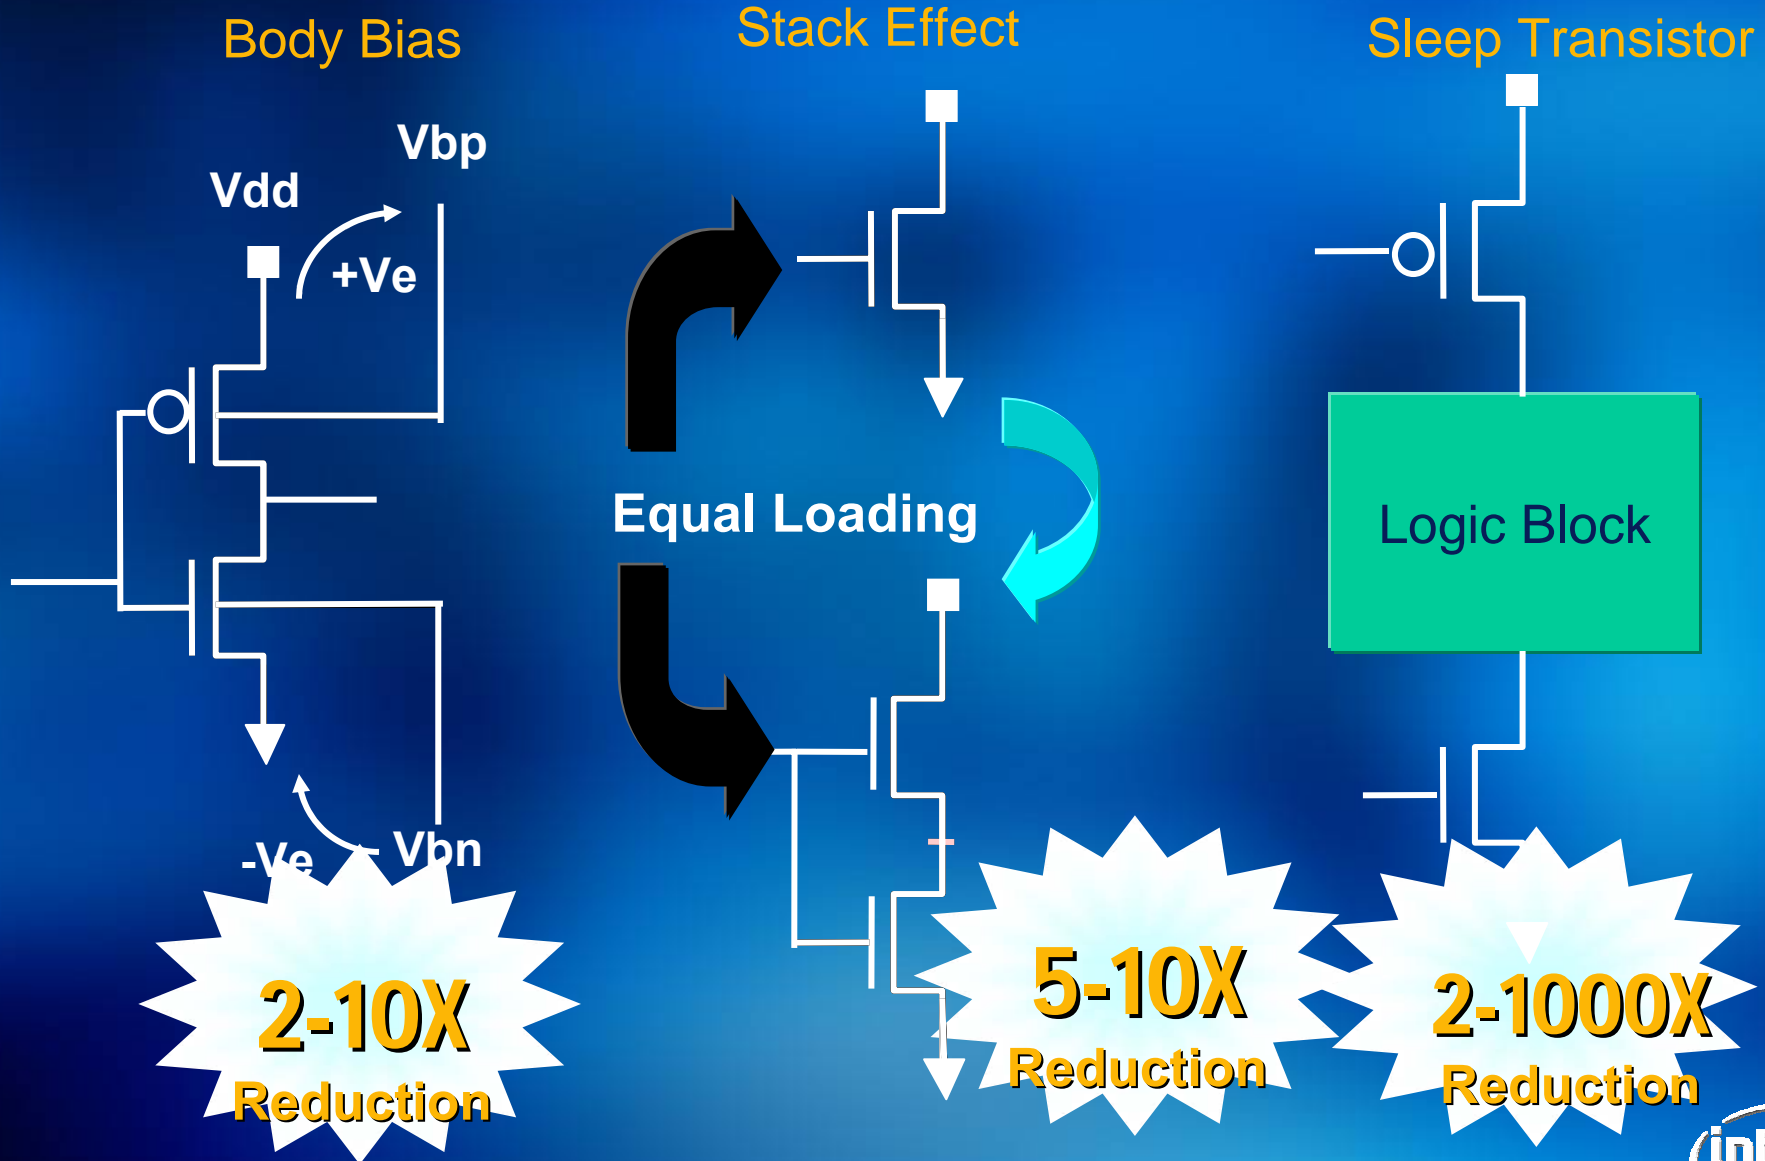 Body Bias
Stack Effect
Sleep Transistor
Vbp
Vdd
+Ve
Equal Loading
Logic Block
-Ve
Vbn
2-10X
Reduction
5-10X
Reduction
2-1000X
Reduction